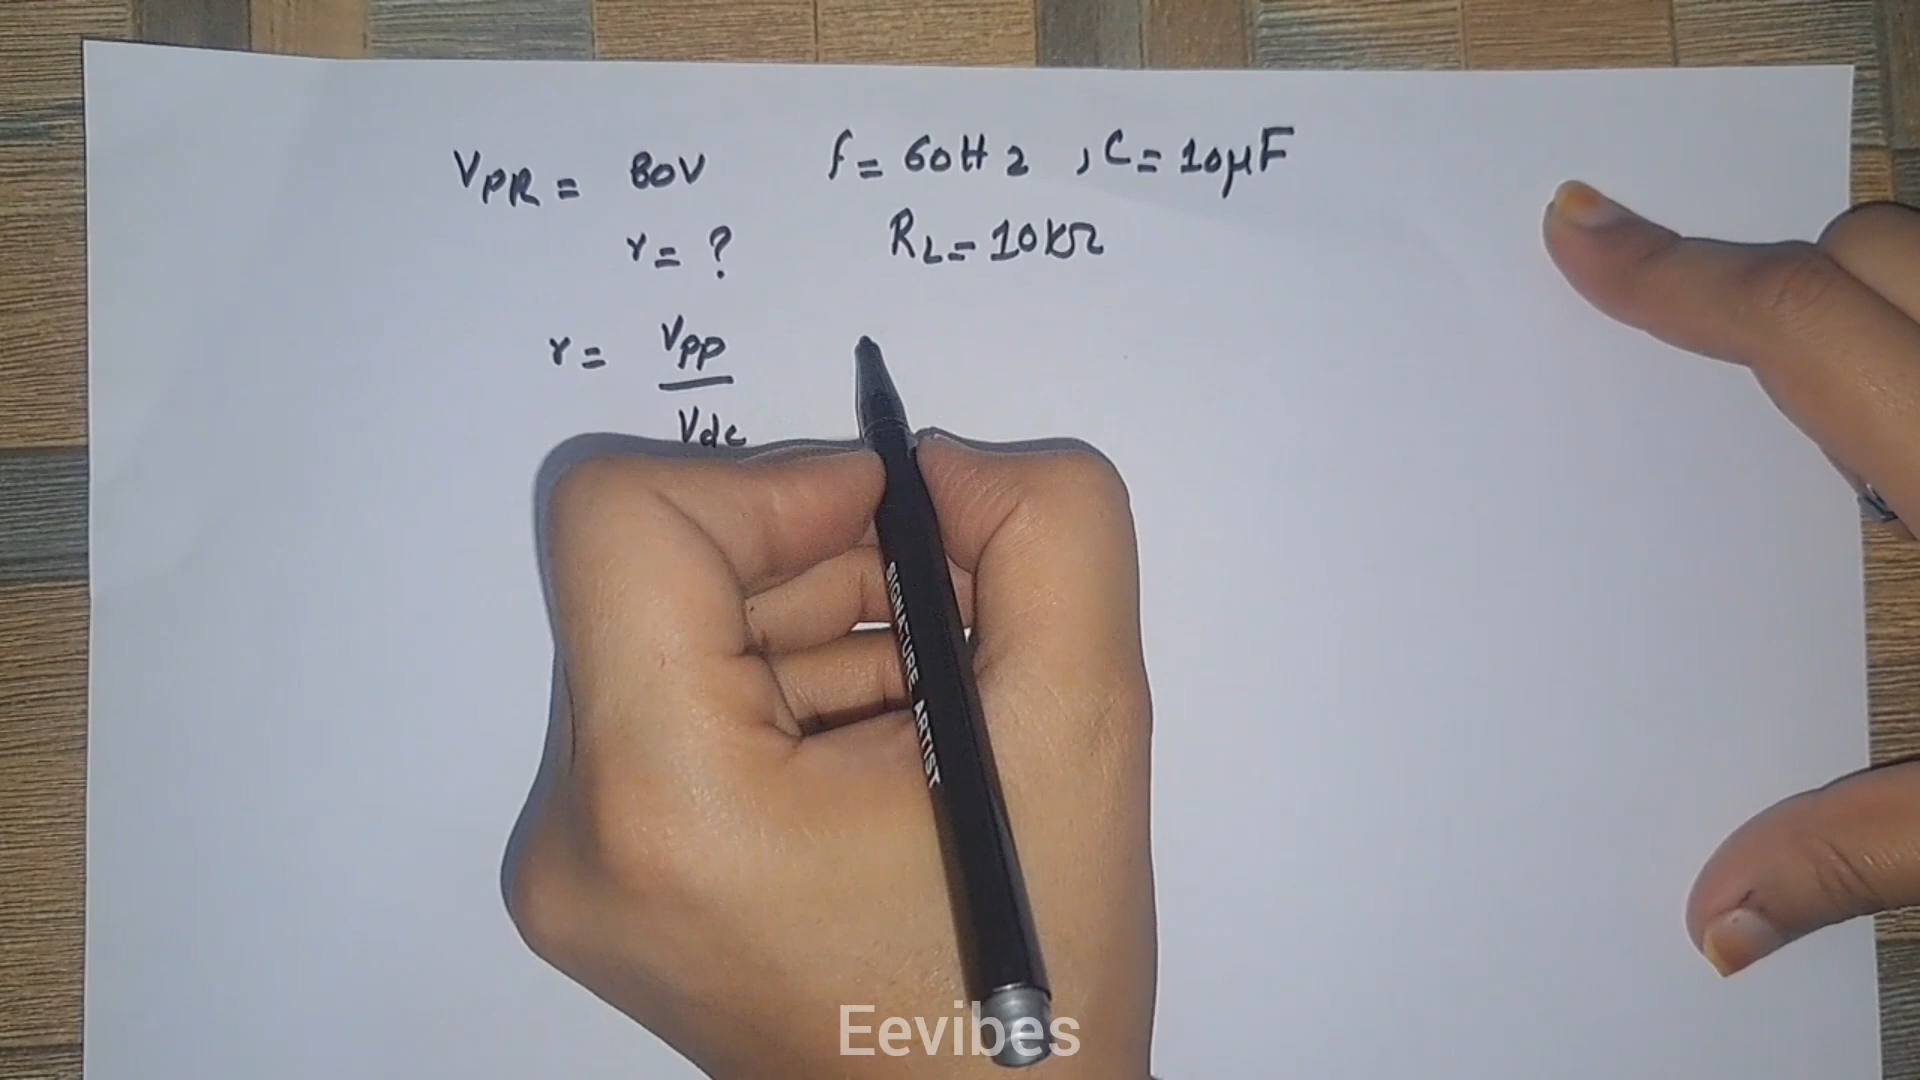 VPR = 80V f = 60Hz , C = 10μF
r = ? RL = 10kΩ
r = Vpp
Vdc
SIGNATURE ARTIST
Eevibes